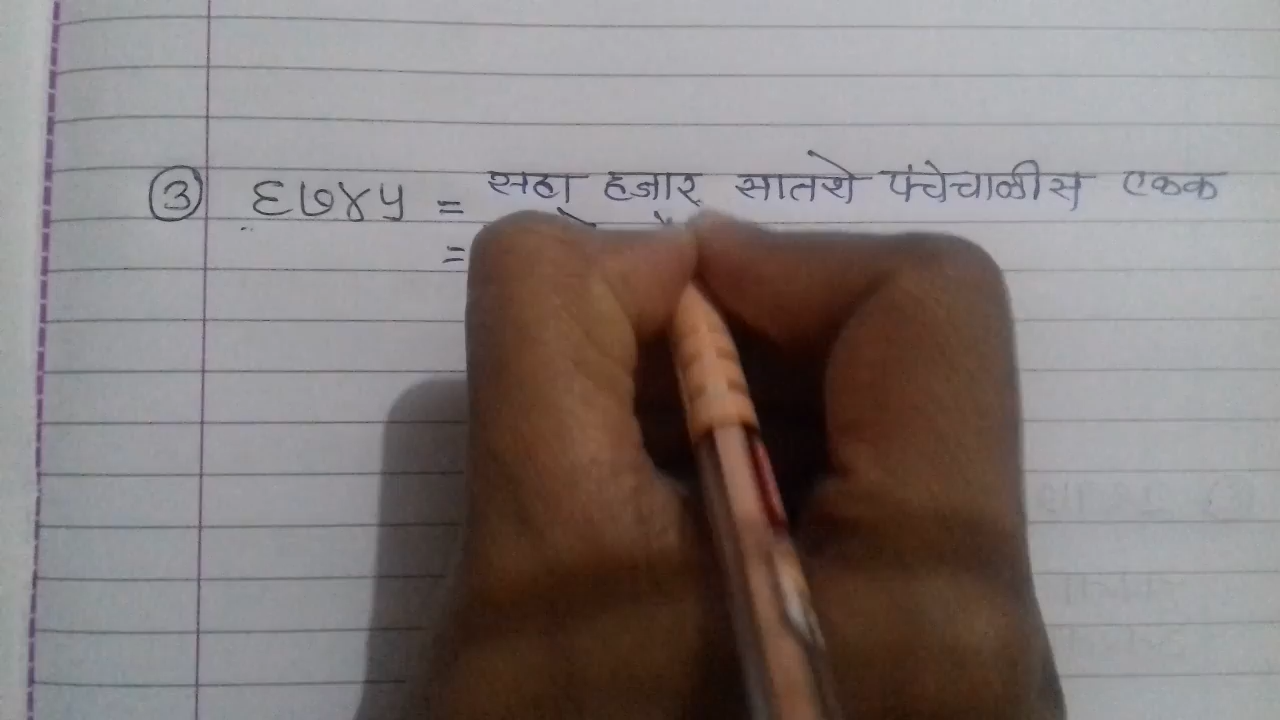 ③ ६७४५ = सहा हजार सातशे पंचेचाळीस एकक
=